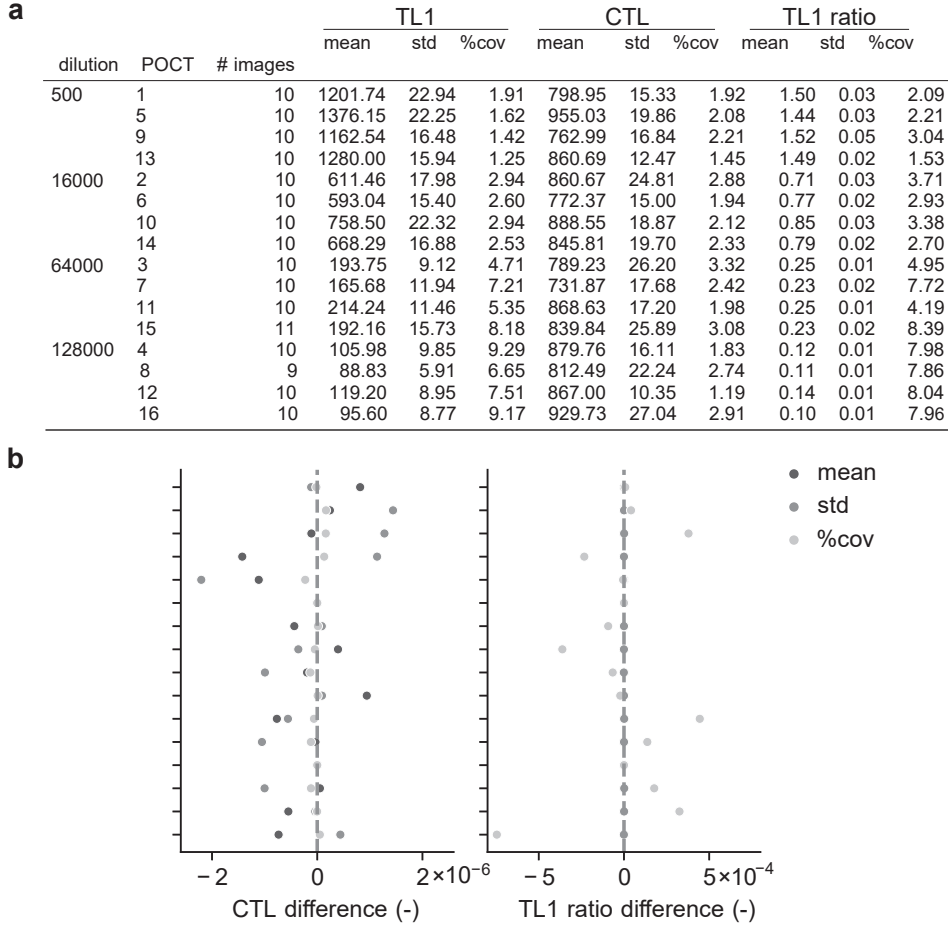 a
TL1 CTL TL1 ratio
mean std %cov mean std %cov mean std %cov
dilution POCT # images
500 1 10 1201.74 22.94 1.91 798.95 15.33 1.92 1.50 0.03 2.09
5 10 1376.15 22.25 1.62 955.03 19.86 2.08 1.44 0.03 2.21
9 10 1162.54 16.48 1.42 762.99 16.84 2.21 1.52 0.05 3.04
13 10 1280.00 15.94 1.25 860.69 12.47 1.45 1.49 0.02 1.53
16000 2 10 611.46 17.98 2.94 860.67 24.81 2.88 0.71 0.03 3.71
6 10 593.04 15.40 2.60 772.37 15.00 1.94 0.77 0.02 2.93
10 10 758.50 22.32 2.94 888.55 18.87 2.12 0.85 0.03 3.38
14 10 668.29 16.88 2.53 845.81 19.70 2.33 0.79 0.02 2.70
64000 3 10 193.75 9.12 4.71 789.23 26.20 3.32 0.25 0.01 4.95
7 10 165.68 11.94 7.21 731.87 17.68 2.42 0.23 0.02 7.72
11 10 214.24 11.46 5.35 868.63 17.20 1.98 0.25 0.01 4.19
15 11 192.16 15.73 8.18 839.84 25.89 3.08 0.23 0.02 8.39
128000 4 10 105.98 9.85 9.29 879.76 16.11 1.83 0.12 0.01 7.98
8 9 88.83 5.91 6.65 812.49 22.24 2.74 0.11 0.01 7.86
12 10 119.20 8.95 7.51 867.00 10.35 1.19 0.14 0.01 8.04
16 10 95.60 8.77 9.17 929.73 27.04 2.91 0.10 0.01 7.96
b
mean
std
%cov
−2 0 2×10⁻⁶ −5 0 5×10⁻⁴
CTL difference (-) TL1 ratio difference (-)